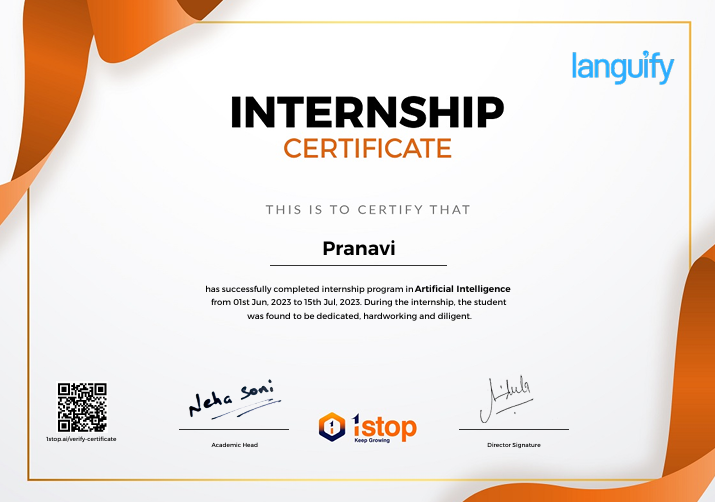 languify
INTERNSHIP
CERTIFICATE
THIS IS TO CERTIFY THAT
Pranavi
has successfully completed internship program in Artificial Intelligence
from 01st Jun, 2023 to 15th Jul, 2023. During the internship, the student
was found to be dedicated, hardworking and diligent.
Neha Soni
1stop
Keep Growing
1stop.ai/verify-certificate
Academic Head
Director Signature